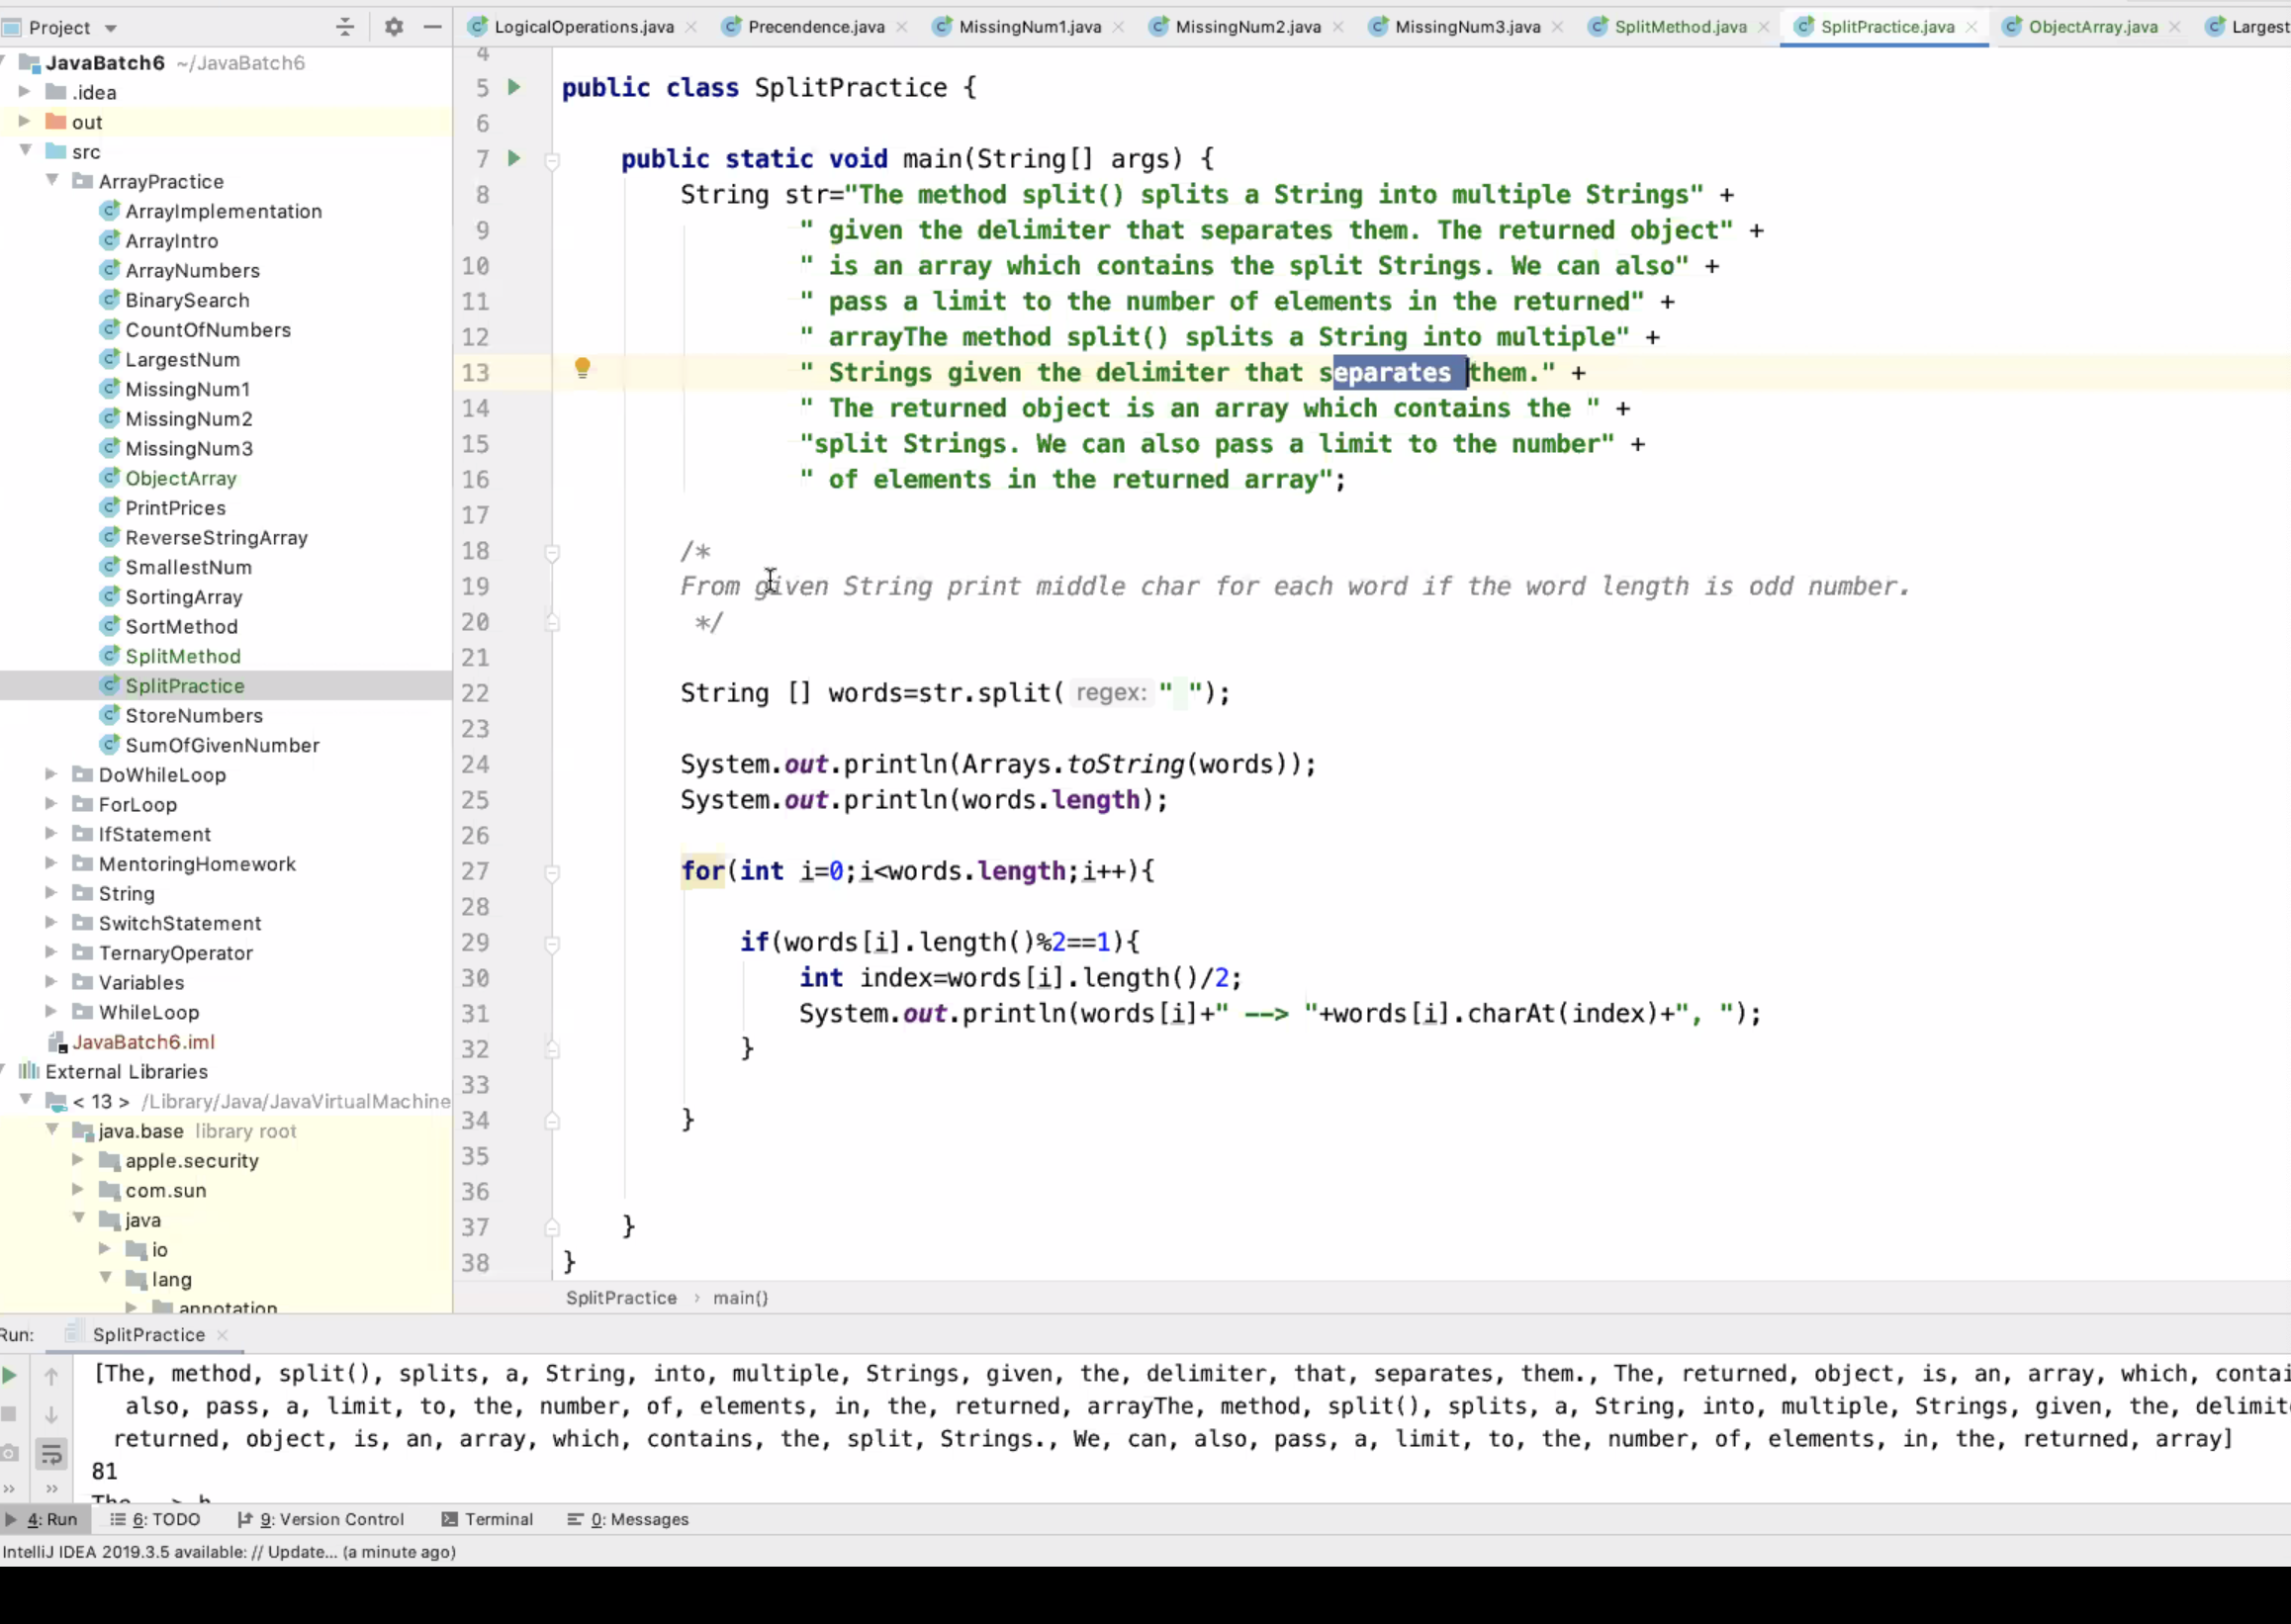 Project
LogicalOperations.java
Precendence.java
MissingNum1.java
MissingNum2.java
MissingNum3.java
SplitMethod.java
SplitPractice.java
ObjectArray.java
Largest
JavaBatch6 ~/JavaBatch6
.idea
out
src
ArrayPractice
ArrayImplementation
ArrayIntro
ArrayNumbers
BinarySearch
CountOfNumbers
LargestNum
MissingNum1
MissingNum2
MissingNum3
ObjectArray
PrintPrices
ReverseStringArray
SmallestNum
SortingArray
SortMethod
SplitMethod
SplitPractice
StoreNumbers
SumOfGivenNumber
DoWhileLoop
ForLoop
IfStatement
MentoringHomework
String
SwitchStatement
TernaryOperator
Variables
WhileLoop
JavaBatch6.iml
External Libraries
< 13 > /Library/Java/JavaVirtualMachine
java.base library root
apple.security
com.sun
java
io
lang
annotation
4
5 public class SplitPractice {
6
7 public static void main(String[] args) {
8 String str="The method split() splits a String into multiple Strings" +
9 " given the delimiter that separates them. The returned object" +
10 " is an array which contains the split Strings. We can also" +
11 " pass a limit to the number of elements in the returned" +
12 " arrayThe method split() splits a String into multiple" +
13 " Strings given the delimiter that separates them." +
14 " The returned object is an array which contains the " +
15 "split Strings. We can also pass a limit to the number" +
16 " of elements in the returned array";
17
18 /*
19 From given String print middle char for each word if the word length is odd number.
20 */
21
22 String [] words=str.split( regex: " ");
23
24 System.out.println(Arrays.toString(words));
25 System.out.println(words.length);
26
27 for(int i=0;i<words.length;i++){
28
29 if(words[i].length()%2==1){
30 int index=words[i].length()/2;
31 System.out.println(words[i]+" --> "+words[i].charAt(index)+", ");
32 }
33
34 }
35
36
37 }
38 }
SplitPractice › main()
Run: SplitPractice
[The, method, split(), splits, a, String, into, multiple, Strings, given, the, delimiter, that, separates, them., The, returned, object, is, an, array, which, contai
also, pass, a, limit, to, the, number, of, elements, in, the, returned, arrayThe, method, split(), splits, a, String, into, multiple, Strings, given, the, delimit
returned, object, is, an, array, which, contains, the, split, Strings., We, can, also, pass, a, limit, to, the, number, of, elements, in, the, returned, array]
81
4: Run 6: TODO 9: Version Control Terminal 0: Messages
IntelliJ IDEA 2019.3.5 available: // Update... (a minute ago)